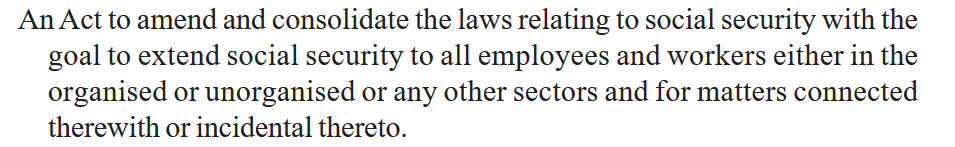 An Act to amend and consolidate the laws relating to social security with the
goal to extend social security to all employees and workers either in the
organised or unorganised or any other sectors and for matters connected
therewith or incidental thereto.